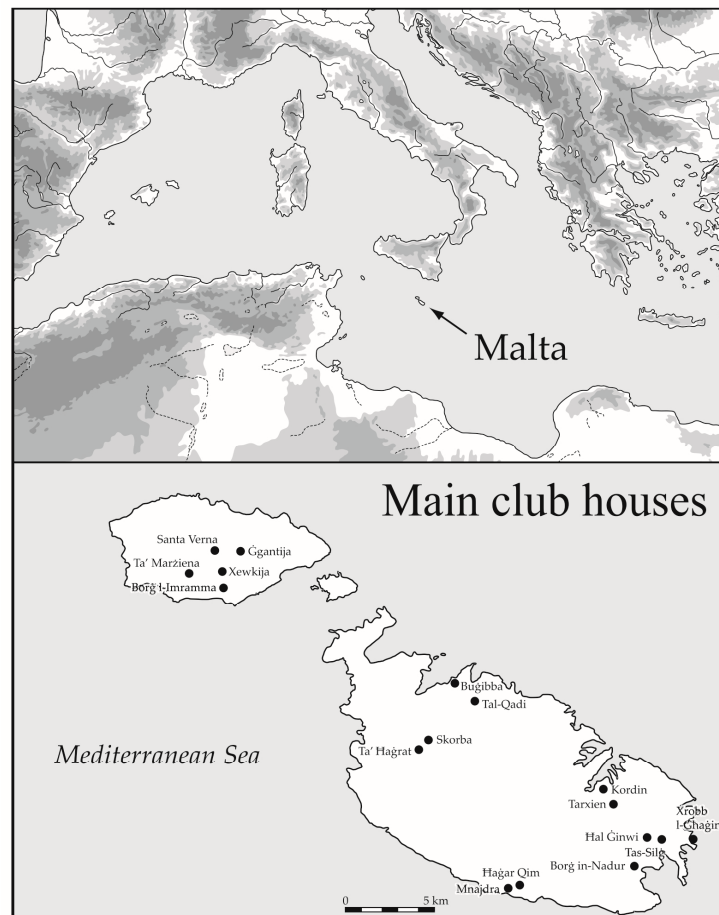 Malta
Main club houses
Santa Verna
Ġgantija
Ta' Marżiena
Xewkija
Borġ l-Imramma
Buġibba
Tal-Qadi
Mediterranean Sea
Skorba
Ta' Ħaġrat
Kordin
Tarxien
Xrobb
l-Għaġin
Ħal Ġinwi
Tas-Silġ
Borġ in-Nadur
Ħaġar Qim
Mnajdra
0 5 km